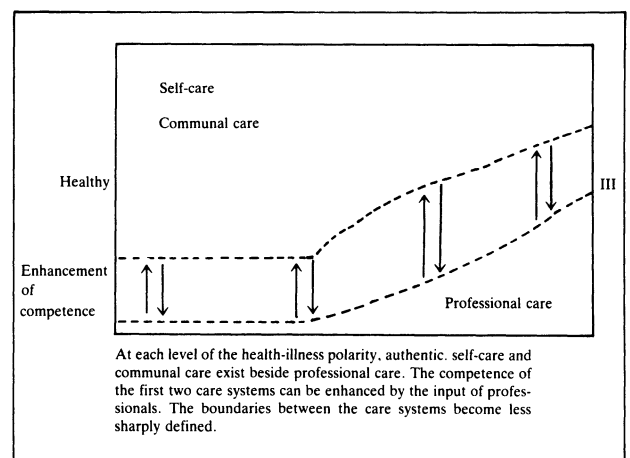 Self-care
Communal care
Healthy
III
Enhancement
of
competence
Professional care
At each level of the health-illness polarity, authentic. self-care and
communal care exist beside professional care. The competence of
the first two care systems can be enhanced by the input of profes-
sionals. The boundaries between the care systems become less
sharply defined.